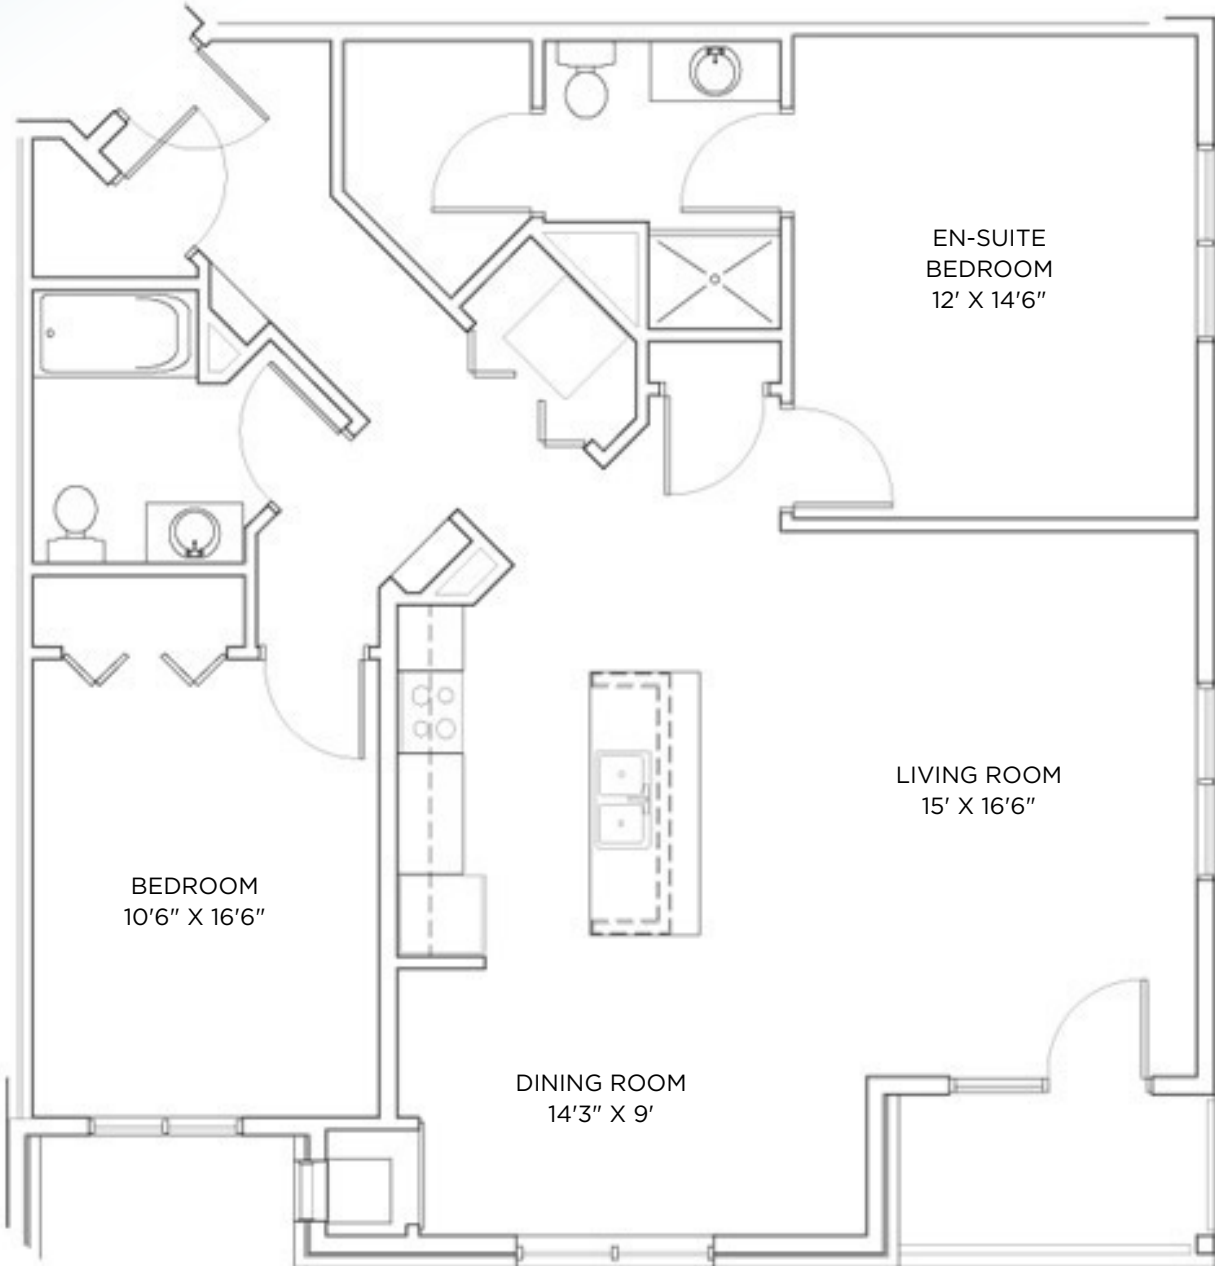 EN-SUITE
BEDROOM
12' X 14'6"
LIVING ROOM
15' X 16'6"
BEDROOM
10'6" X 16'6"
DINING ROOM
14'3" X 9'